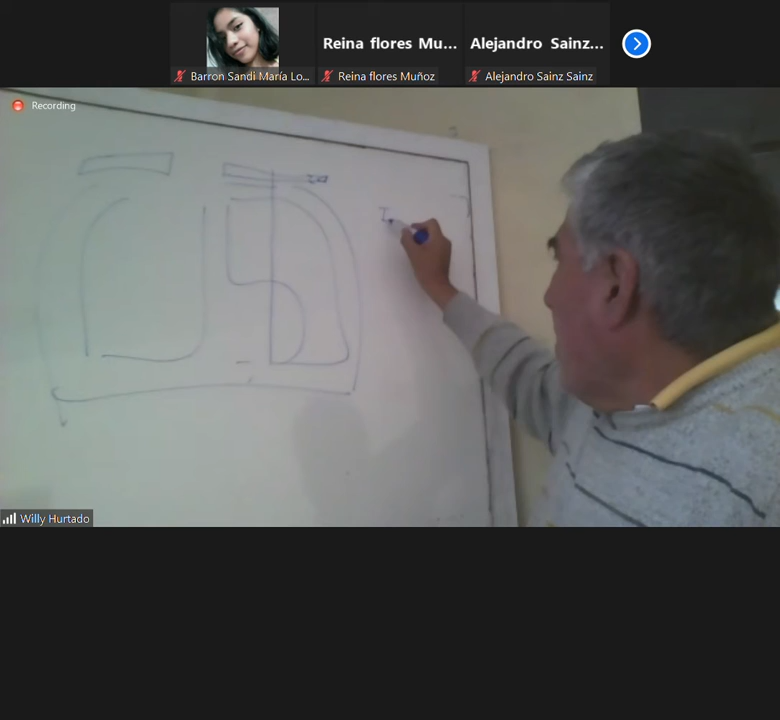 Reina flores Mu...
Alejandro Sainz...
Barron Sandi María Lo...
Reina flores Muñoz
Alejandro Sainz Sainz
Recording
Willy Hurtado